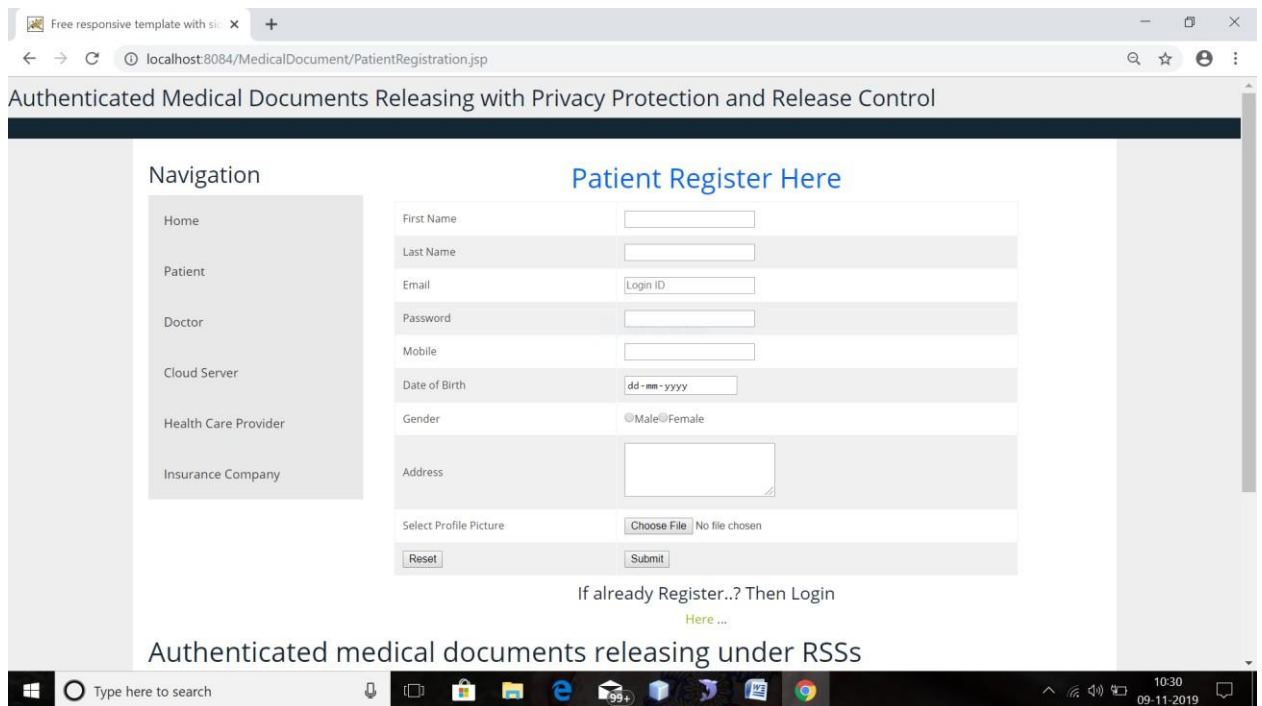 Free responsive template with sid
localhost:8084/MedicalDocument/PatientRegistration.jsp
Authenticated Medical Documents Releasing with Privacy Protection and Release Control
Navigation
Home
Patient
Doctor
Cloud Server
Health Care Provider
Insurance Company
Patient Register Here
First Name
Last Name
Email Login ID
Password
Mobile
Date of Birth dd-mm-yyyy
Gender Male Female
Address
Select Profile Picture Choose File No file chosen
Reset Submit
If already Register..? Then Login
Here ...
Authenticated medical documents releasing under RSSs
Type here to search 99+ 10:30
09-11-2019